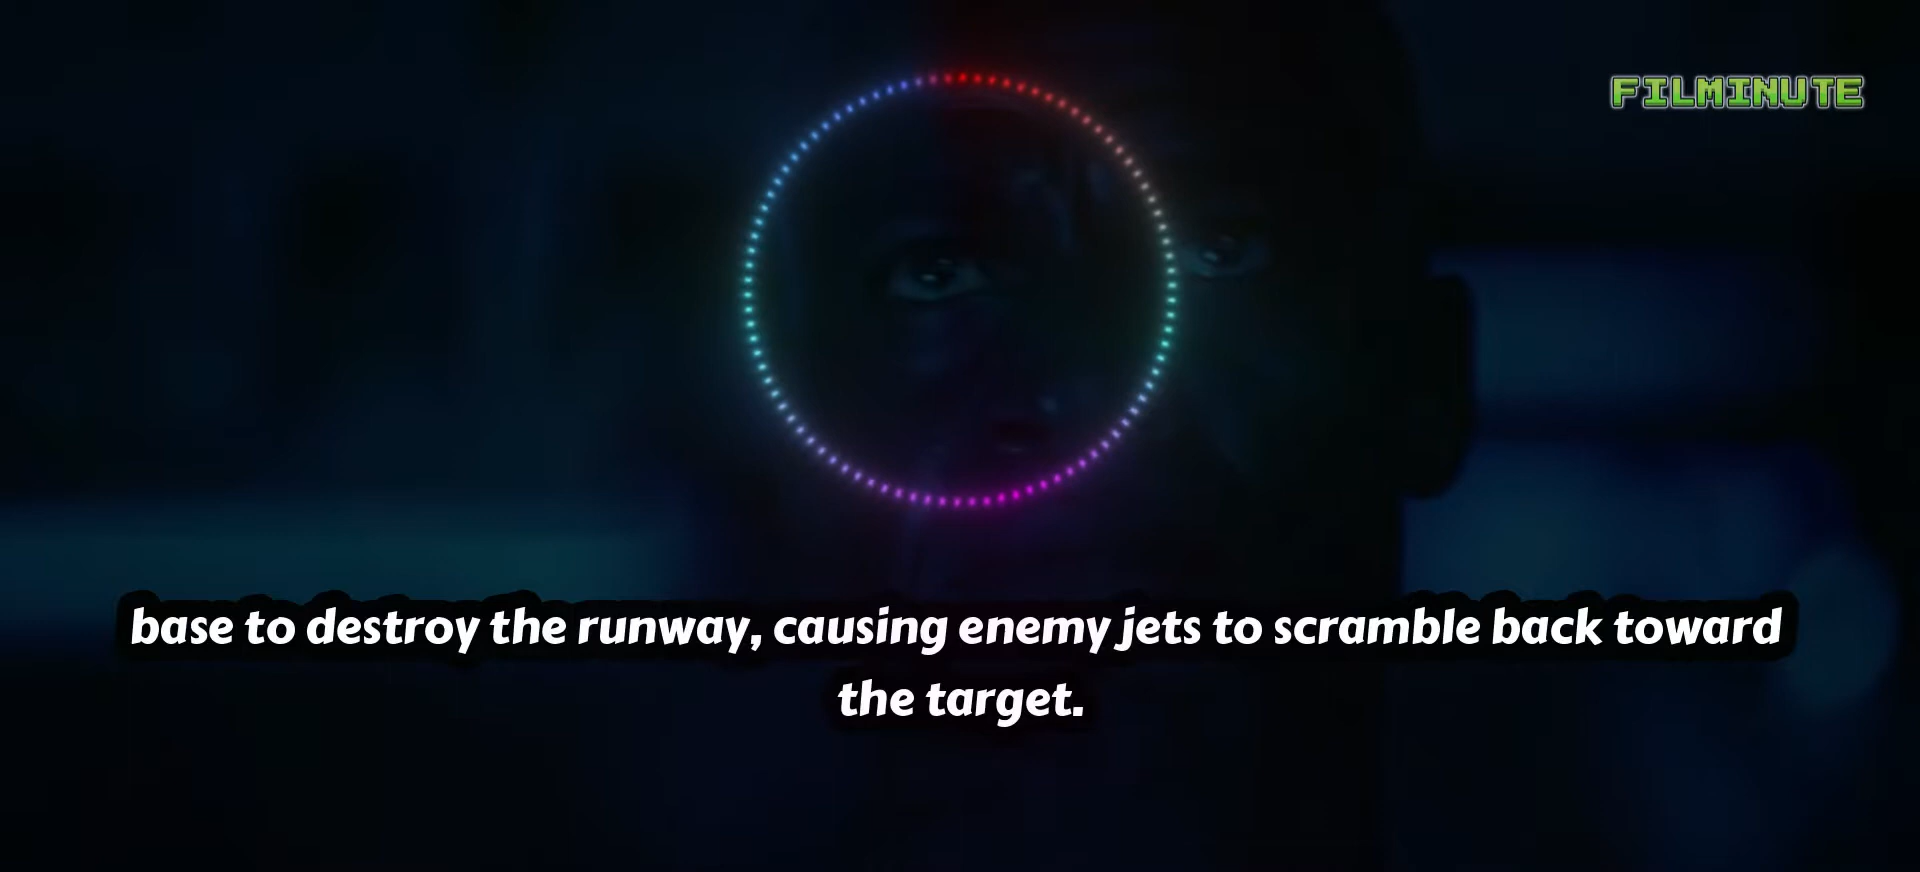 FILMINUTE
base to destroy the runway, causing enemy jets to scramble back toward
the target.